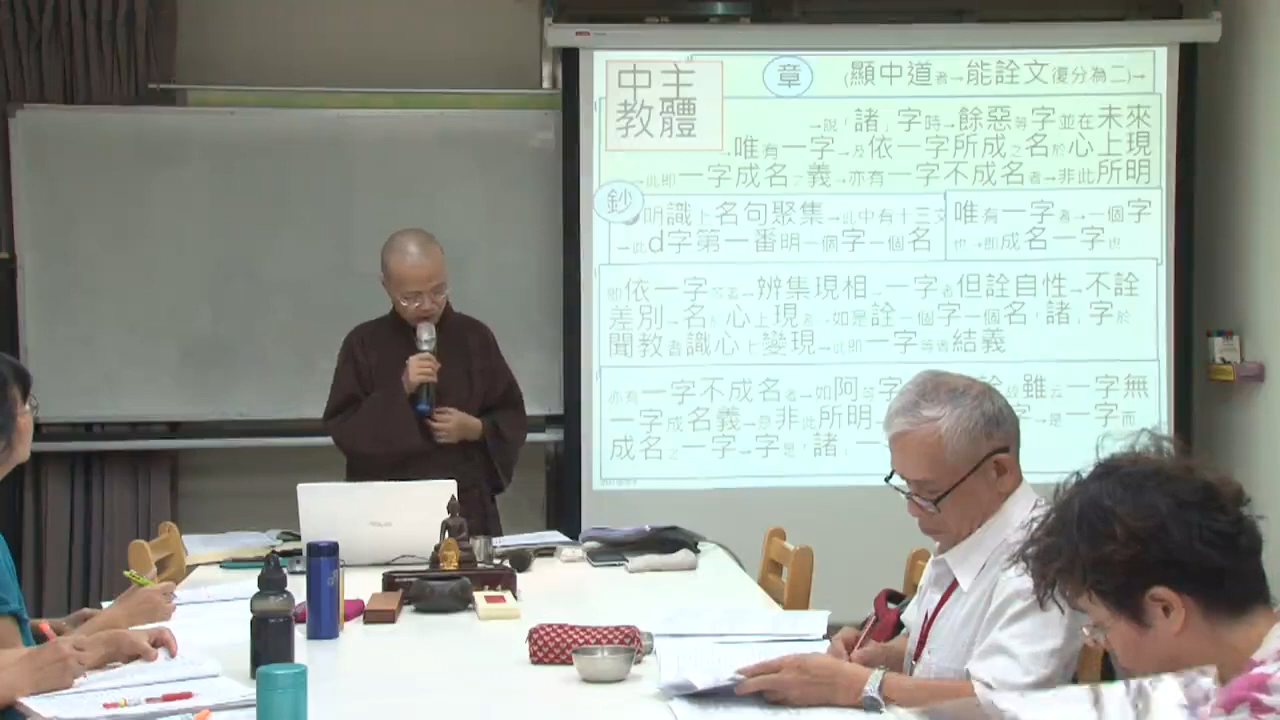 中主
教體
章
(顯中道者→能詮文復分為二)→
→說「諸」字時→餘惡等字並在未來
→唯有一字→及依一字所成之名於心上現
→此即一字成名之義→亦有一字不成名者→非此所明
鈔
明識上名句聚集→此中有十三文
→此d字第一番明一個字一個名
唯有一字者→一個字
也→即成名一字也
即依一字等者→辨集現相→一字者但詮自性→不詮
差別→名於心上現者→如是詮一個字一個名「諸」字於
聞教者識心上變現→此即一字等者結義
亦有一字不成名者→如阿等字
雖云一字無
一字成名義→意非此所明
字→是一字而
成名之一字→字是「諸」
ASUS